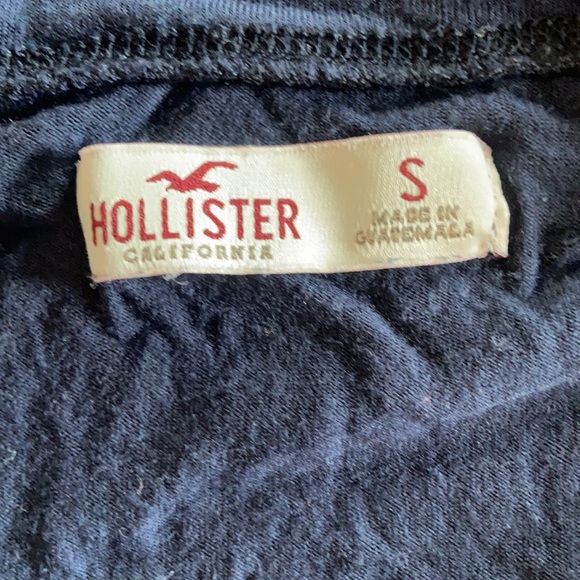 HOLLISTER
CALIFORNIA
S
MADE IN
GUATEMALA